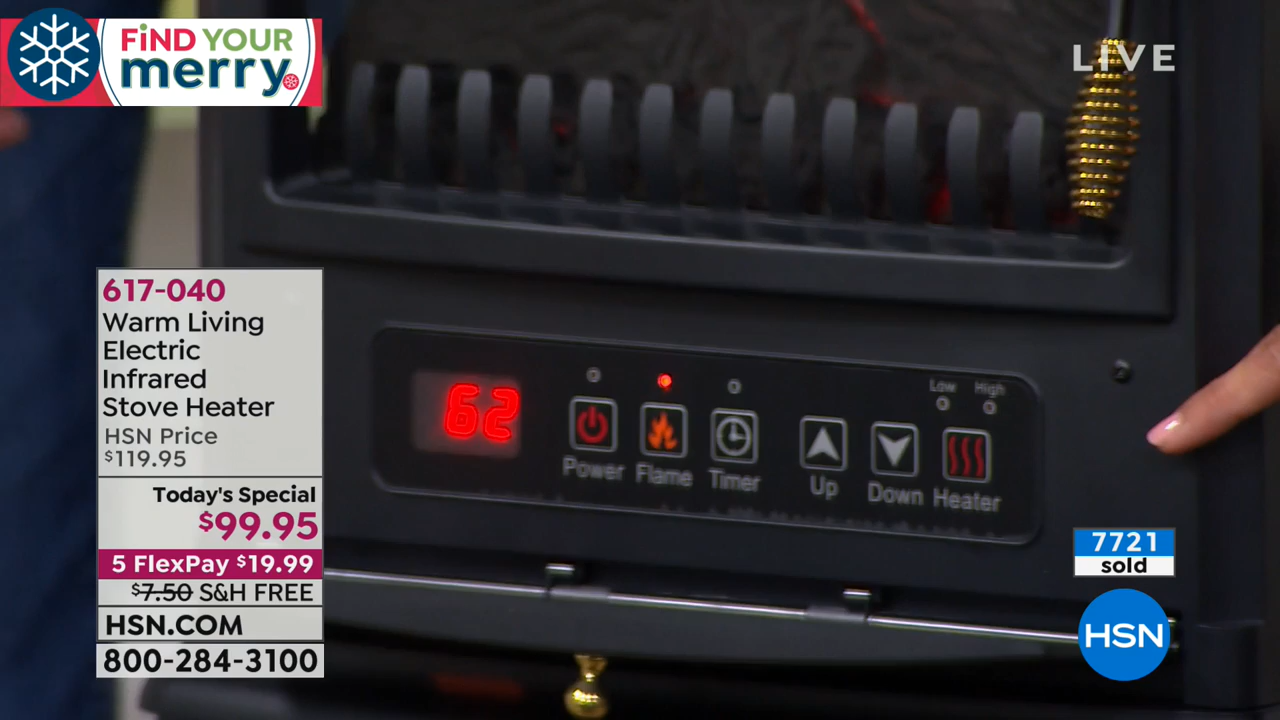 FiND YOUR
merry
LIVE
617-040
Warm Living
Electric
Infrared
Stove Heater
HSN Price
$119.95
Today's Special
$99.95
5 FlexPay $19.99
$7.50 S&H FREE
HSN.COM
800-284-3100
62
Low High
Power Flame Timer Up Down Heater
7721
sold
HSN